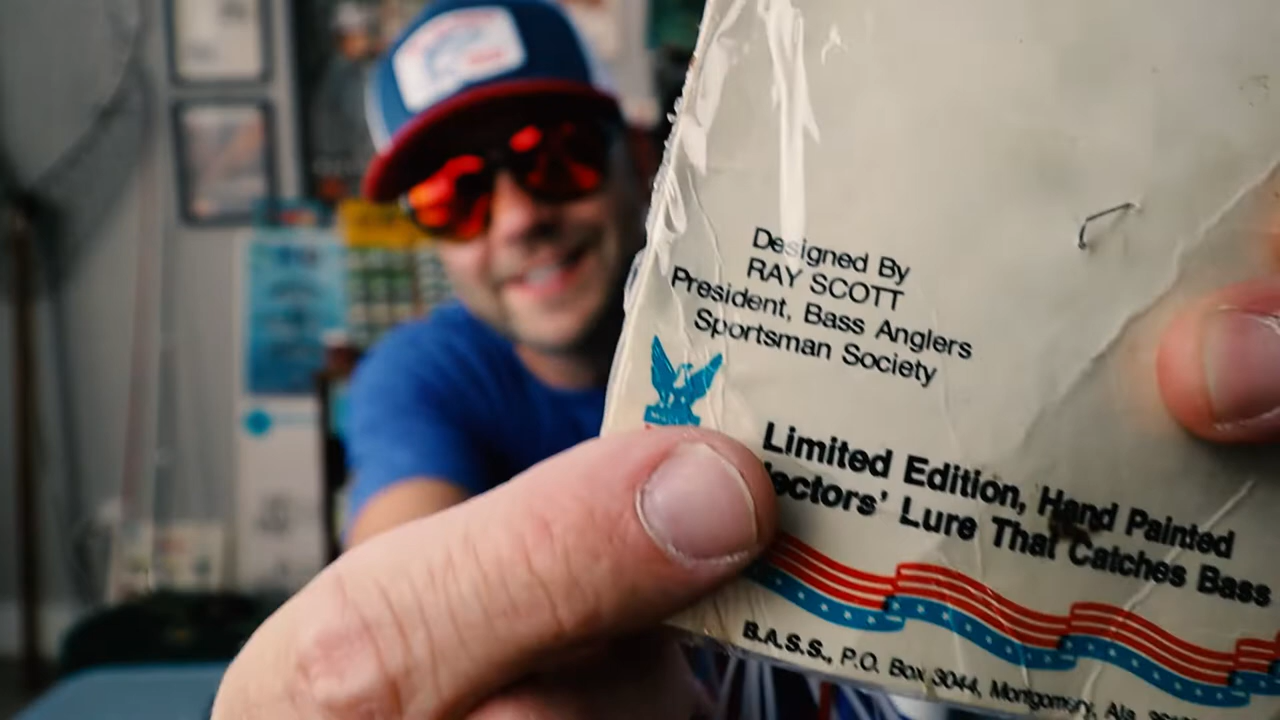 Designed By
RAY SCOTT
President, Bass Anglers
Sportsman Society
Limited Edition, Hand Painted
lectors' Lure That Catches Bass
B.A.S.S., P.O. Box 3044, Montgomery, Ala.